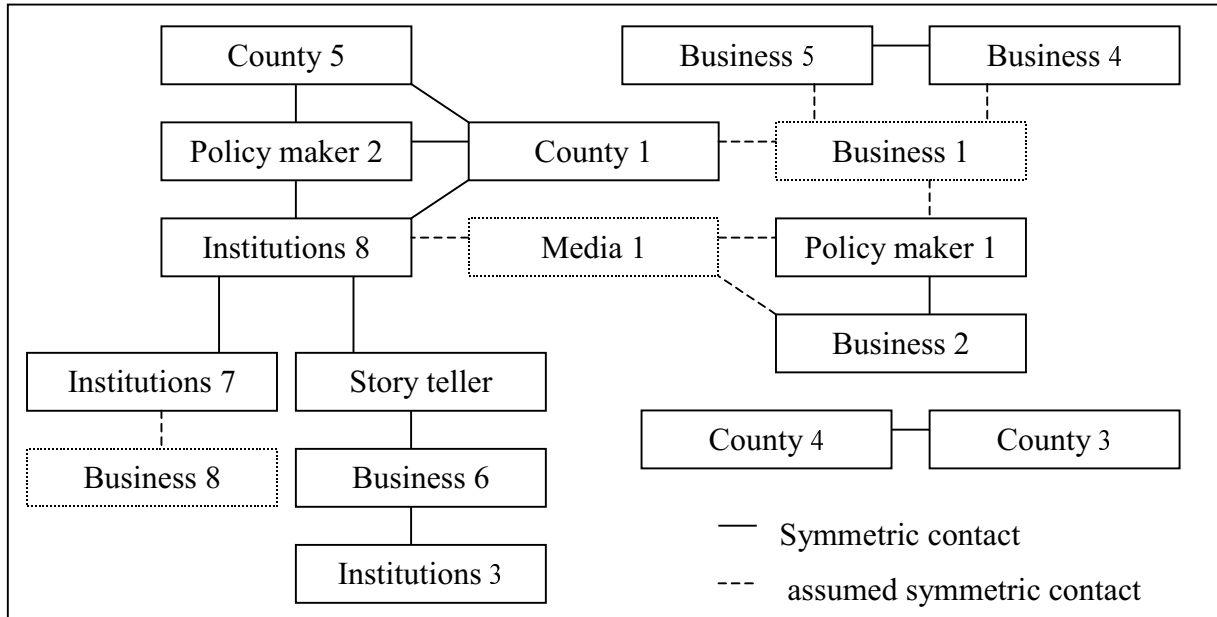 County 5
Business 5
Business 4
Policy maker 2
County 1
Business 1
Institutions 8
Media 1
Policy maker 1
Business 2
Institutions 7
Story teller
County 4
County 3
Business 8
Business 6
Symmetric contact
Institutions 3
assumed symmetric contact